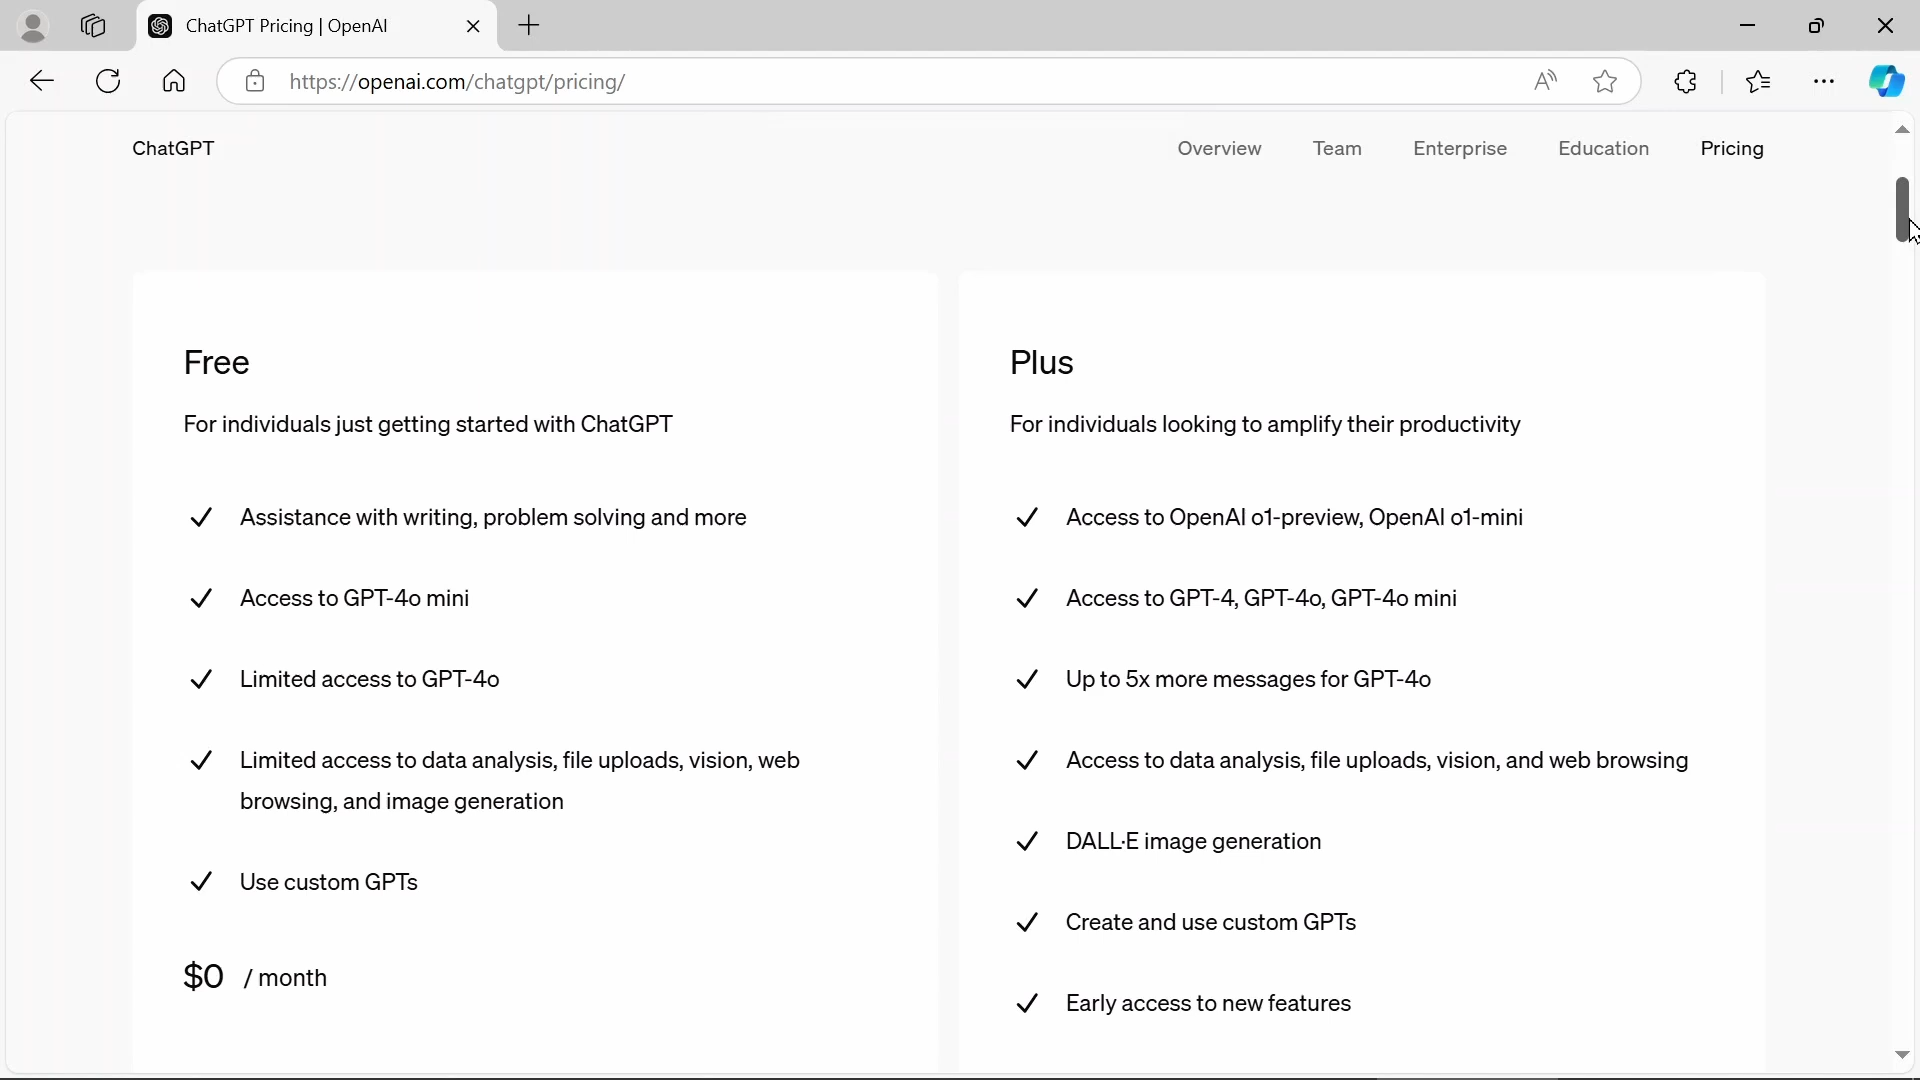 ChatGPT Pricing | OpenAI
https://openai.com/chatgpt/pricing/
ChatGPT
Overview
Team
Enterprise
Education
Pricing
Free
For individuals just getting started with ChatGPT
Assistance with writing, problem solving and more
Access to GPT-4o mini
Limited access to GPT-4o
Limited access to data analysis, file uploads, vision, web
browsing, and image generation
Use custom GPTs
$0 / month
Plus
For individuals looking to amplify their productivity
Access to OpenAI o1-preview, OpenAI o1-mini
Access to GPT-4, GPT-4o, GPT-4o mini
Up to 5x more messages for GPT-4o
Access to data analysis, file uploads, vision, and web browsing
DALL·E image generation
Create and use custom GPTs
Early access to new features